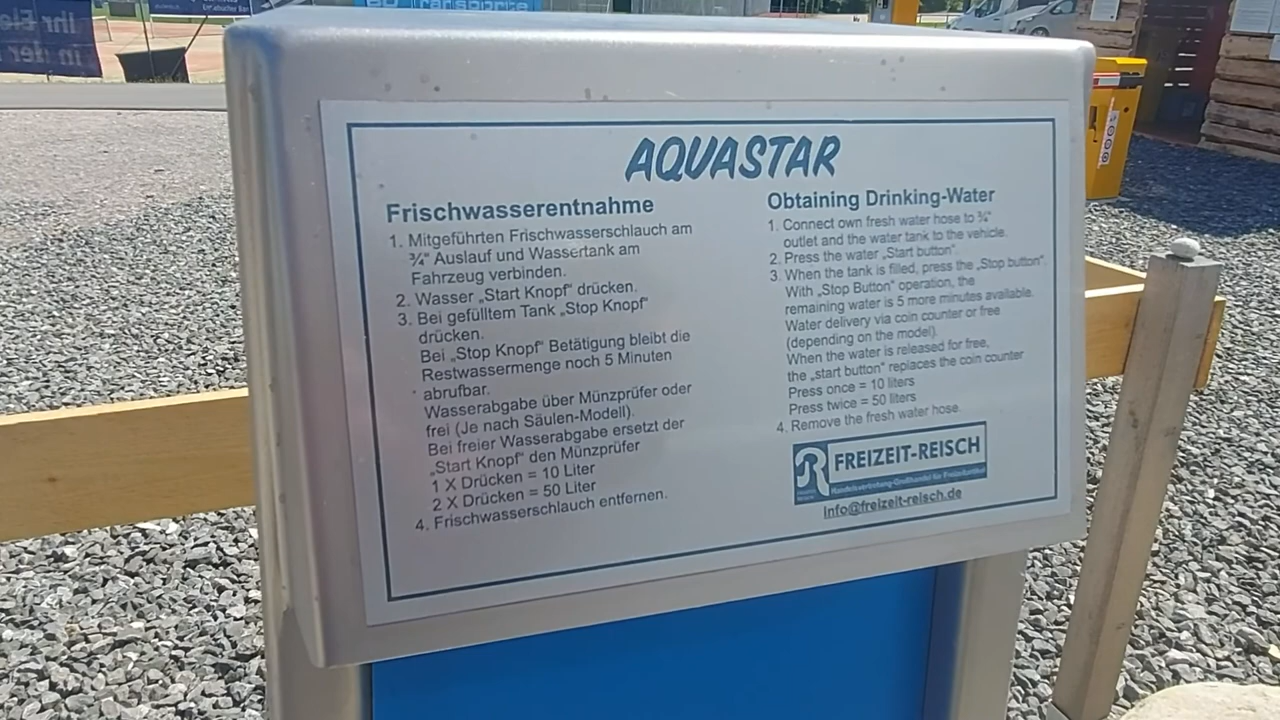 AQUASTAR
Frischwasserentnahme
1. Mitgeführten Frischwasserschlauch am
¾" Auslauf und Wassertank am
Fahrzeug verbinden.
2. Wasser „Start Knopf" drücken.
3. Bei gefülltem Tank „Stop Knopf"
drücken.
Bei „Stop Knopf" Betätigung bleibt die
Restwassermenge noch 5 Minuten
abrufbar.
Wasserabgabe über Münzprüfer oder
frei (Je nach Säulen-Modell).
Bei freier Wasserabgabe ersetzt der
„Start Knopf" den Münzprüfer
1 X Drücken = 10 Liter
2 X Drücken = 50 Liter
4. Frischwasserschlauch entfernen.
Obtaining Drinking-Water
1. Connect own fresh water hose to ¾"
outlet and the water tank to the vehicle.
2. Press the water „Start button".
3. When the tank is filled, press the „Stop button".
With „Stop Button" operation, the
remaining water is 5 more minutes available.
Water delivery via coin counter or free
(depending on the model).
When the water is released for free,
the „start button" replaces the coin counter
Press once = 10 liters
Press twice = 50 liters
4. Remove the fresh water hose.
FREIZEIT-REISCH
Handelsvertretung-Großhandel für Freizeitartikel
info@freizeit-reisch.de
Transporte
Ihr Ei
in der